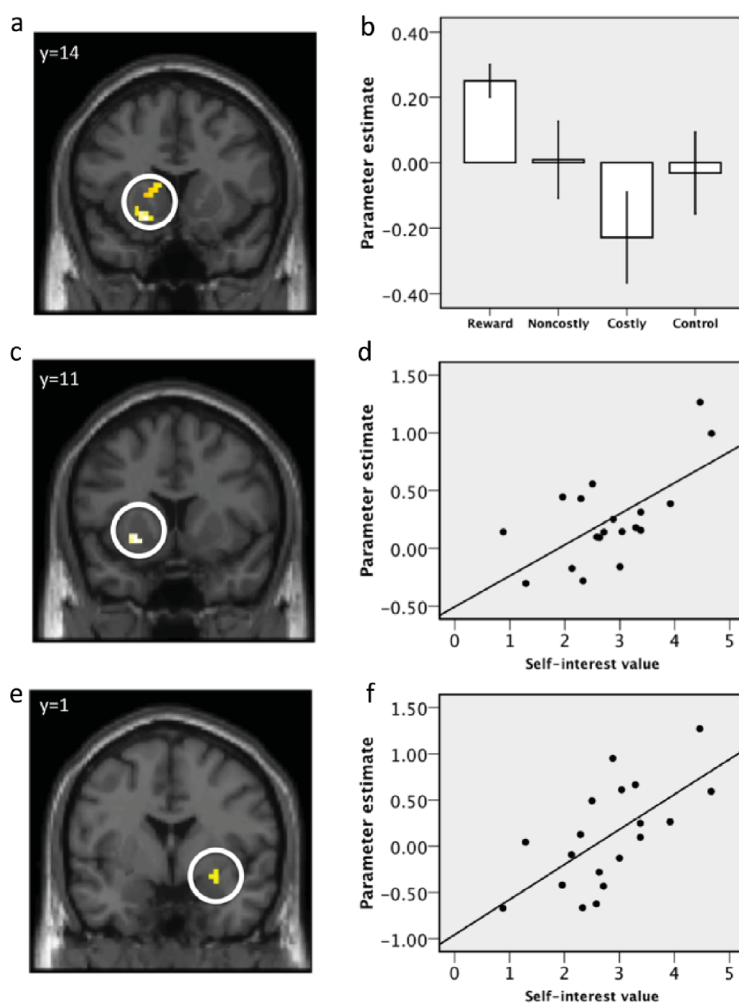 a
y=14
b
Parameter estimate
0.40
0.20
0.00
-0.20
-0.40
Reward Noncostly Costly Control
c
y=11
d
Parameter estimate
1.50
1.00
0.50
0.00
-0.50
0 1 2 3 4 5
Self-interest value
e
y=1
f
Parameter estimate
1.50
1.00
0.50
0.00
-0.50
-1.00
0 1 2 3 4 5
Self-interest value